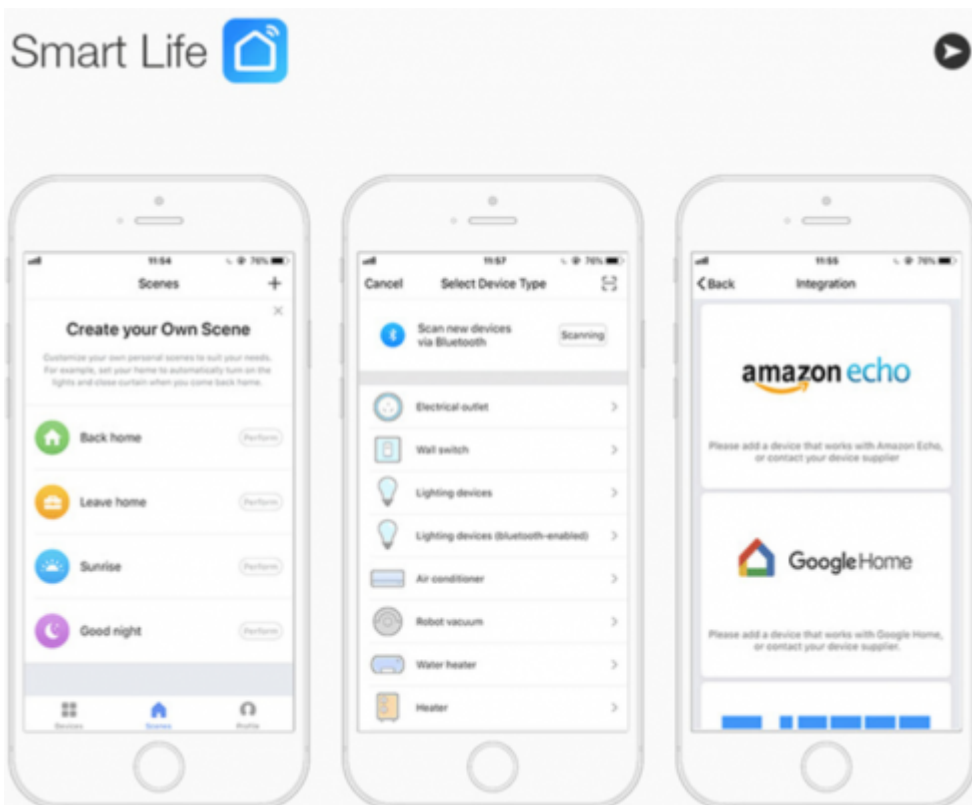 Smart Life
11:54
76%
Scenes
+
Create your Own Scene
Customize your own personal scenes to suit your needs.
For example, set your home to automatically turn on the
lights and close curtain when you come back home.
Back home
Perform
Leave home
Perform
Sunrise
Perform
Good night
Perform
Devices
Scenes
Profile
11:57
76%
Cancel
Select Device Type
Scan new devices
via Bluetooth
Scanning
Electrical outlet
Wall switch
Lighting devices
Lighting devices (bluetooth-enabled)
Air conditioner
Robot vacuum
Water heater
Heater
11:55
76%
Back
Integration
amazon echo
Please add a device that works with Amazon Echo,
or contact your device supplier
Google Home
Please add a device that works with Google Home,
or contact your device supplier.